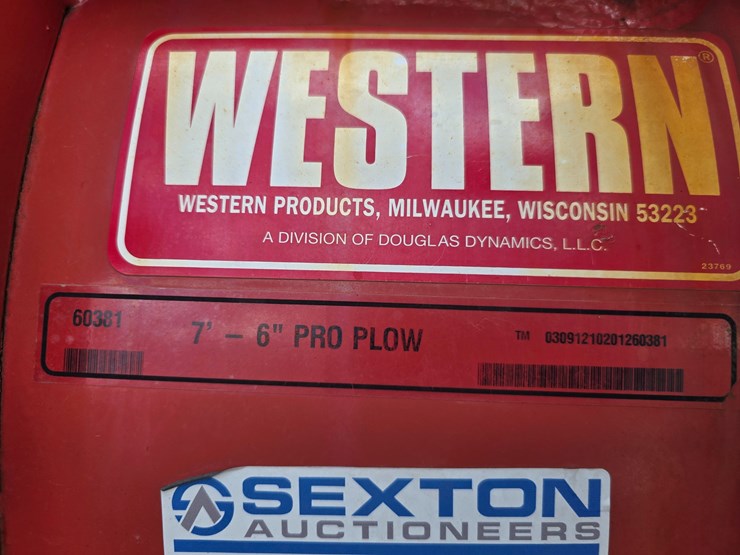 WESTERN®
WESTERN PRODUCTS, MILWAUKEE, WISCONSIN 53223
A DIVISION OF DOUGLAS DYNAMICS, L.L.C.
23769
60381
7' – 6" PRO PLOW
TM 03091210201260381
SEXTON
AUCTIONEERS